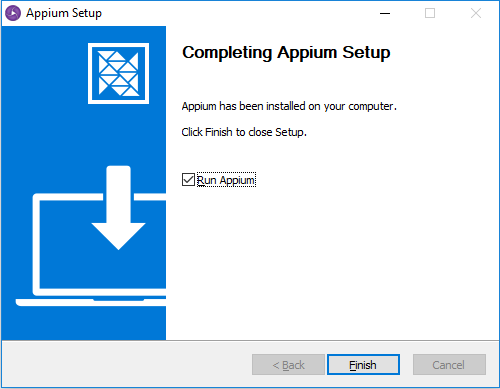 Appium Setup
Completing Appium Setup
Appium has been installed on your computer.
Click Finish to close Setup.
Run Appium
< Back
Finish
Cancel